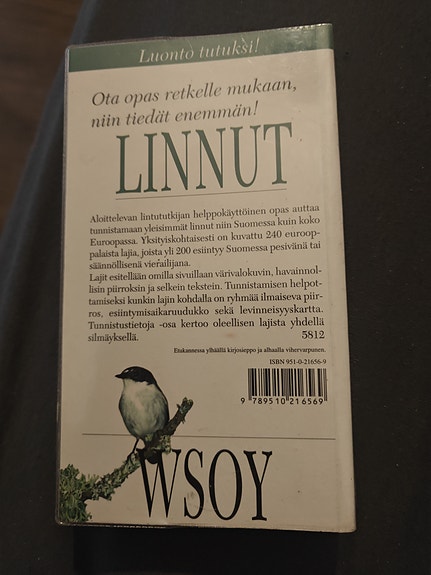 Luonto tutuksi!
Ota opas retkelle mukaan,
niin tiedät enemmän!
LINNUT
Aloittelevan lintututkijan helppokäyttöinen opas auttaa
tunnistamaan yleisimmät linnut niin Suomessa kuin koko
Euroopassa. Yksityiskohtaisesti on kuvattu 240 euroop-
palaista lajia, joista yli 200 esiintyy Suomessa pesivänä tai
säännöllisenä vierailijana.
Lajit esitellään omilla sivuillaan värivalokuvin, havainnol-
lisin piirroksin ja selkein tekstein. Tunnistamisen helpot-
tamiseksi kunkin lajin kohdalla on ryhmää ilmaiseva piir-
ros, esiintymisaikaruudukko sekä levinneisyyskartta.
Tunnistustietoja -osa kertoo oleellisen lajista yhdellä
silmäyksellä. 5812
Etukannessa ylhäällä kirjosieppo ja alhaalla vihervarpunen.
ISBN 951-0-21656-9
9 789510 216569
WSOY